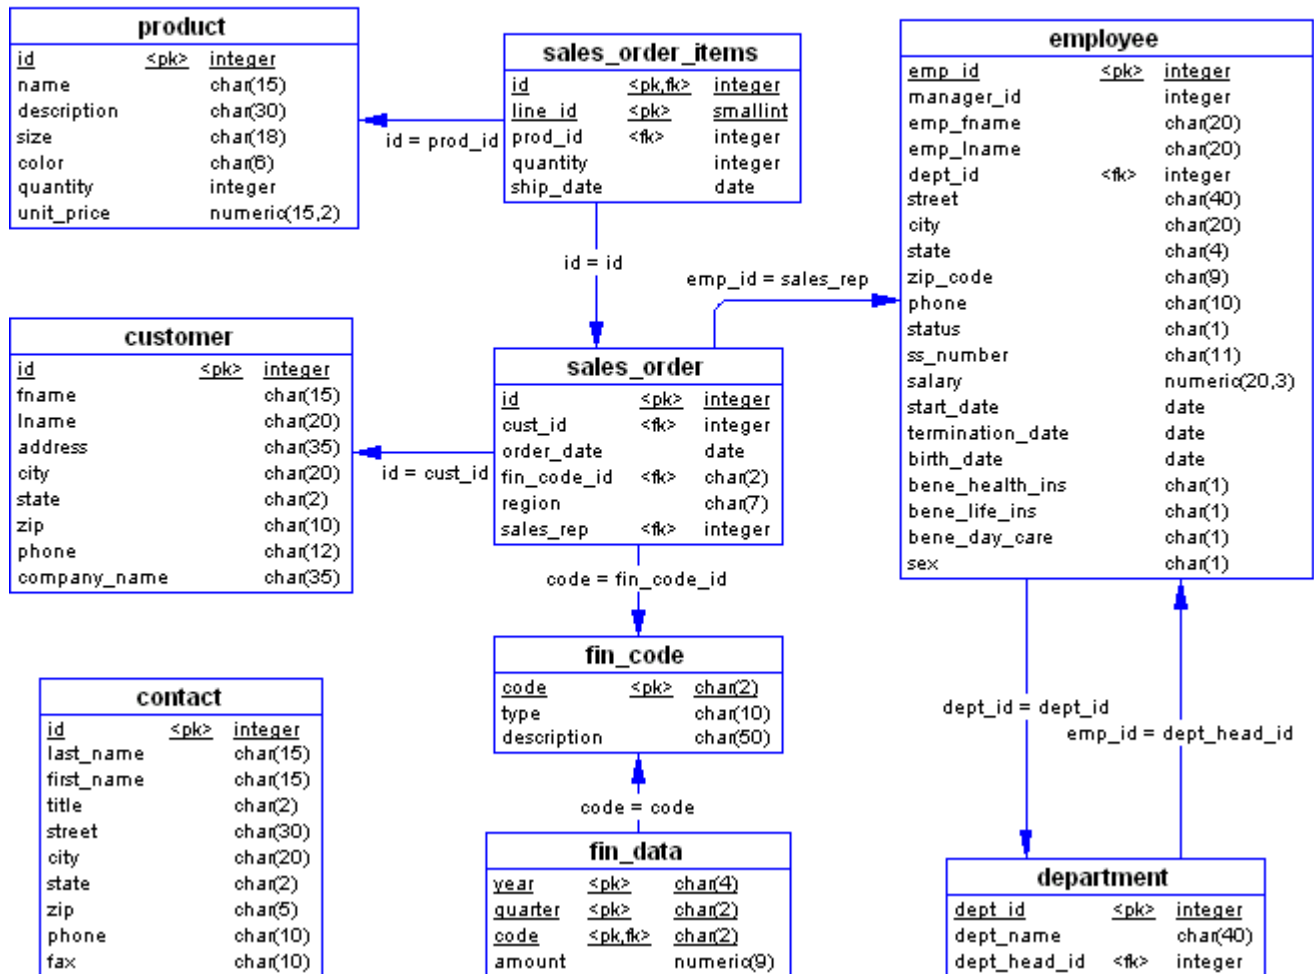 product
id <pk> integer
name char(15)
description char(30)
size char(18)
color char(6)
quantity integer
unit_price numeric(15,2)
id = prod_id
sales_order_items
id <pk,fk> integer
line_id <pk> smallint
prod_id <fk> integer
quantity integer
ship_date date
id = id
emp_id = sales_rep
employee
emp_id <pk> integer
manager_id integer
emp_fname char(20)
emp_lname char(20)
dept_id <fk> integer
street char(40)
city char(20)
state char(4)
zip_code char(9)
phone char(10)
status char(1)
ss_number char(11)
salary numeric(20,3)
start_date date
termination_date date
birth_date date
bene_health_ins char(1)
bene_life_ins char(1)
bene_day_care char(1)
sex char(1)
customer
id <pk> integer
fname char(15)
lname char(20)
address char(35)
city char(20)
state char(2)
zip char(10)
phone char(12)
company_name char(35)
id = cust_id
sales_order
id <pk> integer
cust_id <fk> integer
order_date date
fin_code_id <fk> char(2)
region char(7)
sales_rep <fk> integer
code = fin_code_id
fin_code
code <pk> char(2)
type char(10)
description char(50)
code = code
dept_id = dept_id
emp_id = dept_head_id
contact
id <pk> integer
last_name char(15)
first_name char(15)
title char(2)
street char(30)
city char(20)
state char(2)
zip char(5)
phone char(10)
fax char(10)
fin_data
year <pk> char(4)
quarter <pk> char(2)
code <pk,fk> char(2)
amount numeric(9)
department
dept_id <pk> integer
dept_name char(40)
dept_head_id <fk> integer